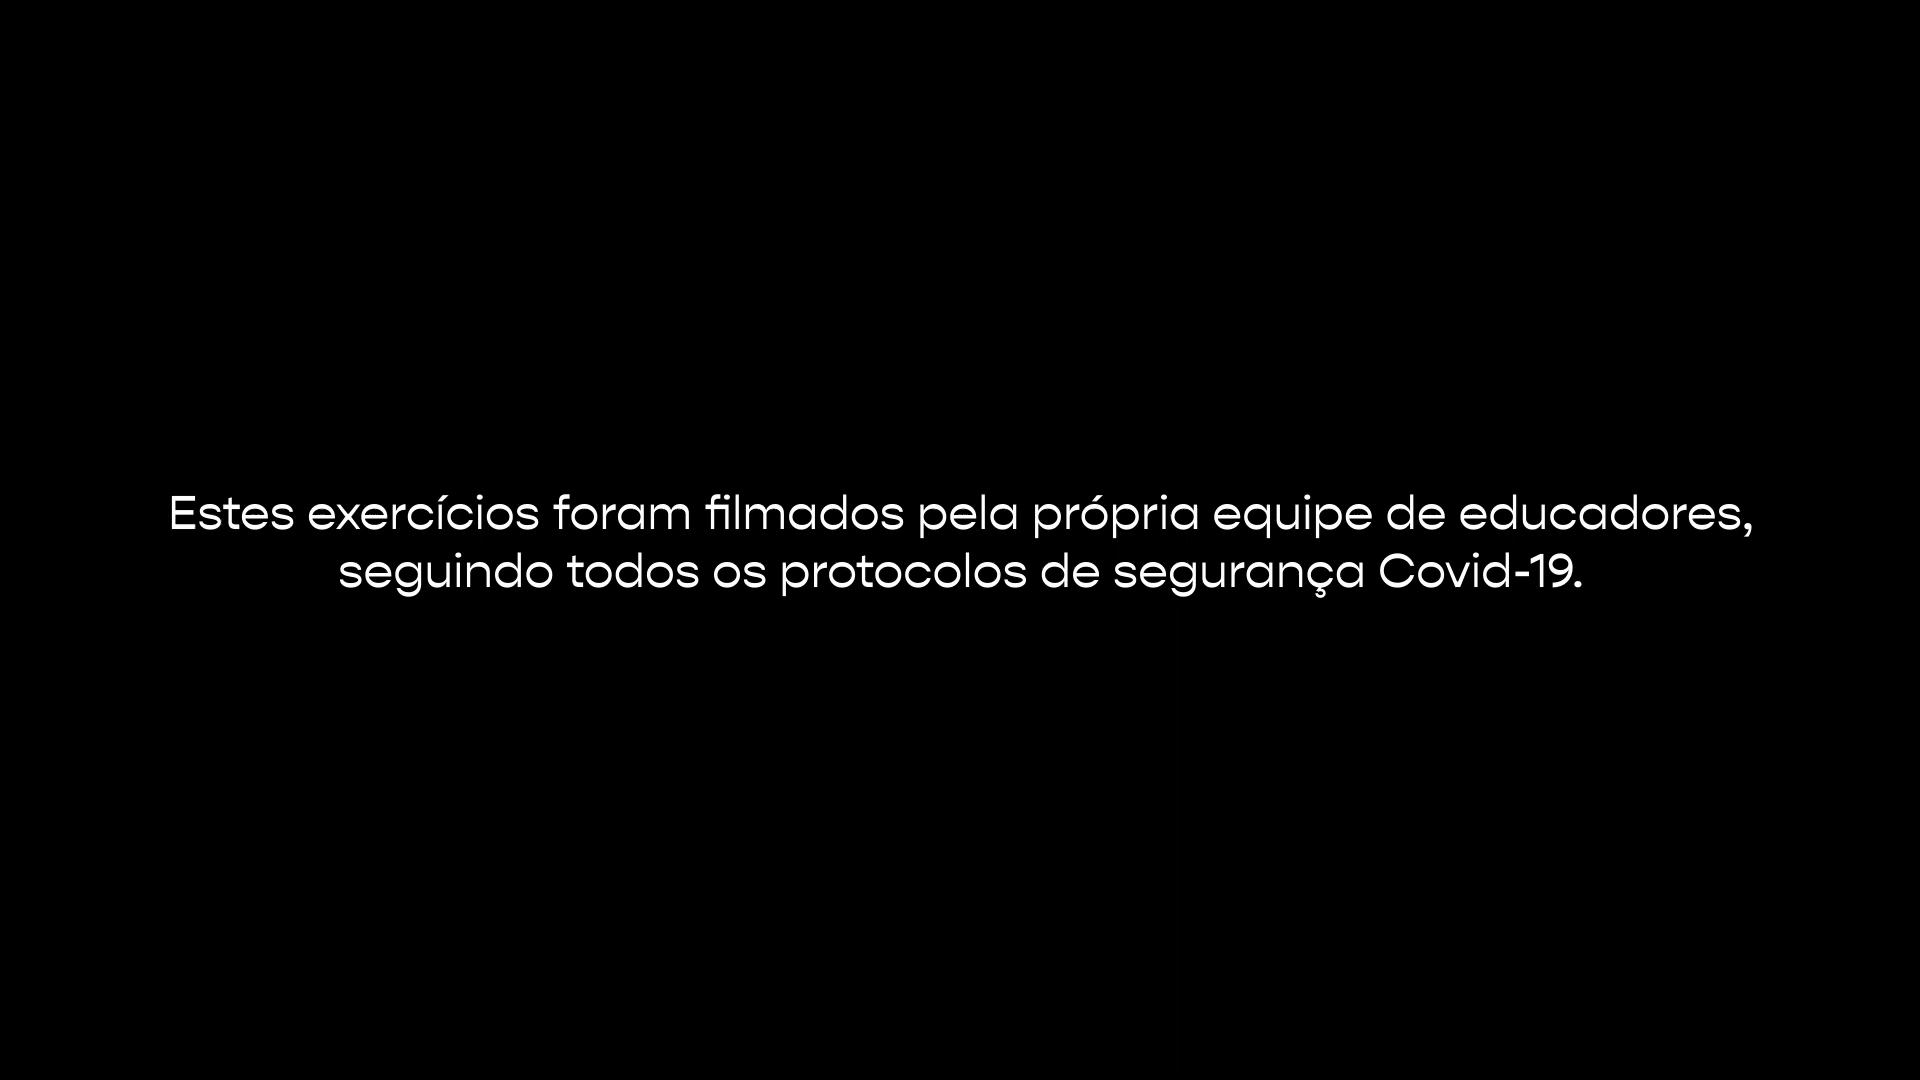 Estes exercícios foram filmados pela própria equipe de educadores,
seguindo todos os protocolos de segurança Covid-19.